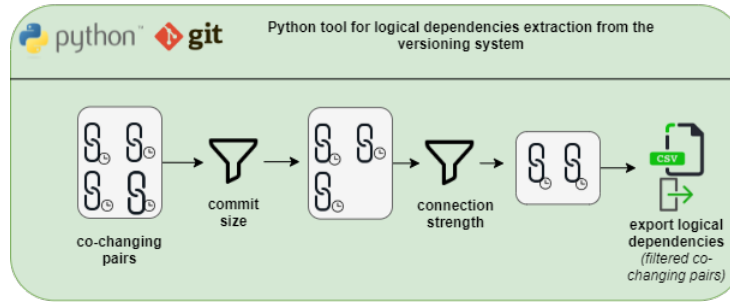 python™
git
Python tool for logical dependencies extraction from the
versioning system
co-changing
pairs
commit
size
connection
strength
CSV
export logical
dependencies
(filtered co-
changing pairs)